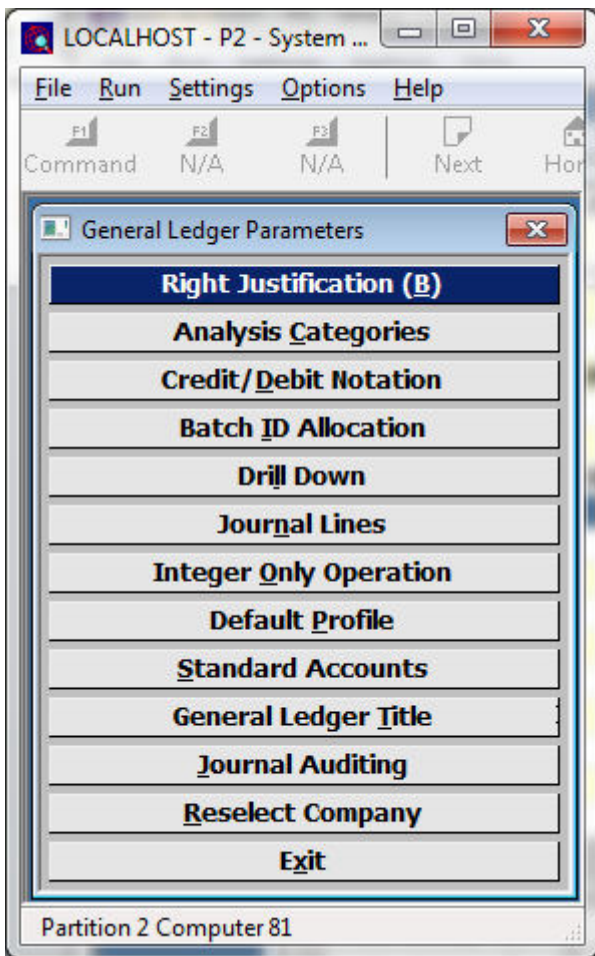 LOCALHOST - P2 - System ...
File Run Settings Options Help
F1 F2 F3
Command N/A N/A Next Hor
General Ledger Parameters
Right Justification (B)
Analysis Categories
Credit/Debit Notation
Batch ID Allocation
Drill Down
Journal Lines
Integer Only Operation
Default Profile
Standard Accounts
General Ledger Title
Journal Auditing
Reselect Company
Exit
Partition 2 Computer 81